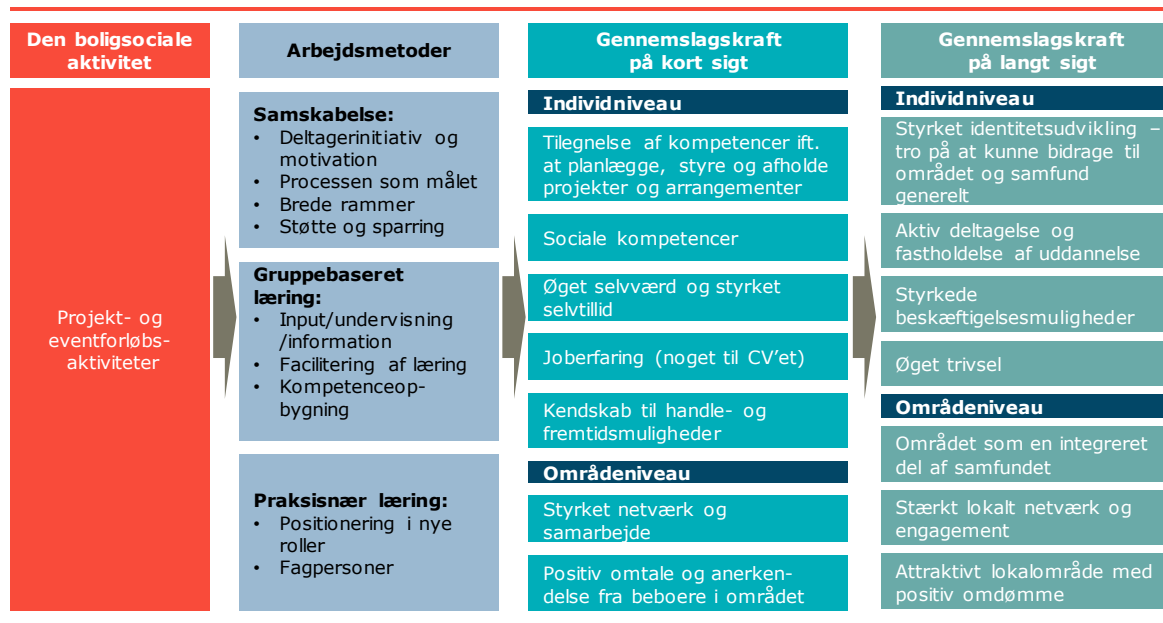 Den boligsociale
aktivitet
Projekt- og
eventforløbs-
aktiviteter
Arbejdsmetoder
Samskabelse:
• Deltagerinitiativ og
motivation
• Processen som målet
• Brede rammer
• Støtte og sparring
Gruppebaseret
læring:
• Input/undervisning
/information
• Facilitering af læring
• Kompetenceop-
bygning
Praksisnær læring:
• Positionering i nye
roller
• Fagpersoner
Gennemslagskraft
på kort sigt
Individniveau
Tilegnelse af kompetencer ift.
at planlægge, styre og afholde
projekter og arrangementer
Sociale kompetencer
Øget selvværd og styrket
selvtillid
Joberfaring (noget til CV'et)
Kendskab til handle- og
fremtidsmuligheder
Områdeniveau
Styrket netværk og
samarbejde
Positiv omtale og anerken-
delse fra beboere i området
Gennemslagskraft
på langt sigt
Individniveau
Styrket identitetsudvikling –
tro på at kunne bidrage til
området og samfund
generelt
Aktiv deltagelse og
fastholdelse af uddannelse
Styrkede
beskæftigelsesmuligheder
Øget trivsel
Områdeniveau
Området som en integreret
del af samfundet
Stærkt lokalt netværk og
engagement
Attraktivt lokalområde med
positiv omdømme